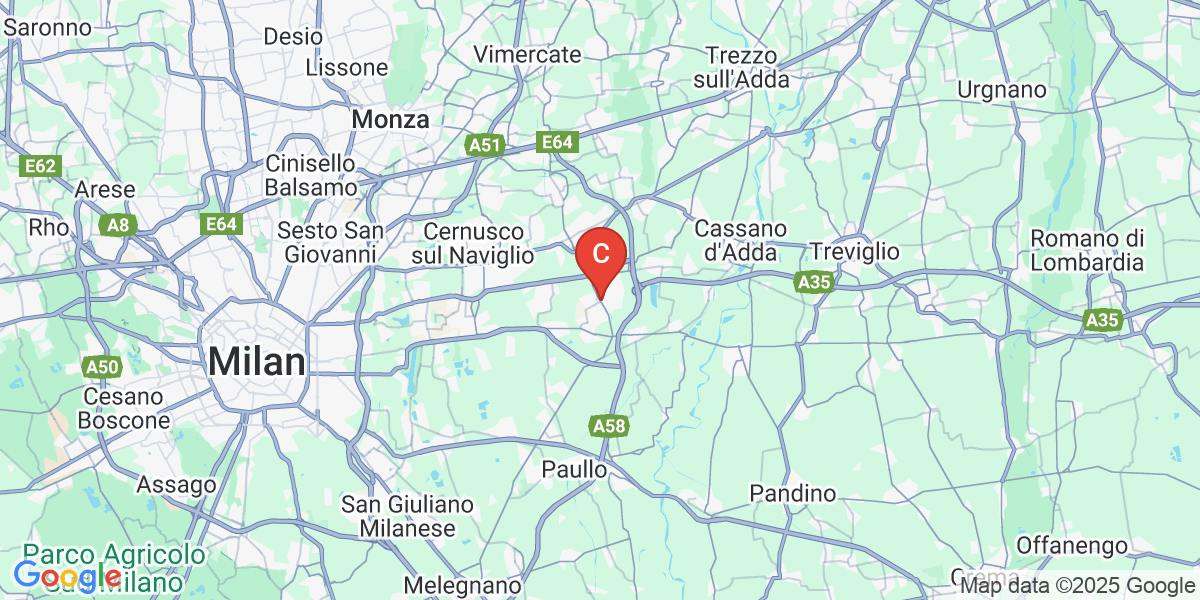 Saronno
Desio
Lissone
Vimercate
Trezzo
sull'Adda
Urgnano
Monza
A51
E64
E62
Cinisello
Balsamo
Arese
Rho
A8
E64
Sesto San
Giovanni
Cernusco
sul Naviglio
Cassano
d'Adda
Treviglio
Romano di
Lombardia
C
A35
A35
Milan
A50
Cesano
Boscone
A58
Paullo
Assago
San Giuliano
Milanese
Pandino
Offanengo
Parco Agricolo
Sud Milano
Google
Melegnano
Crema
Map data ©2025 Google